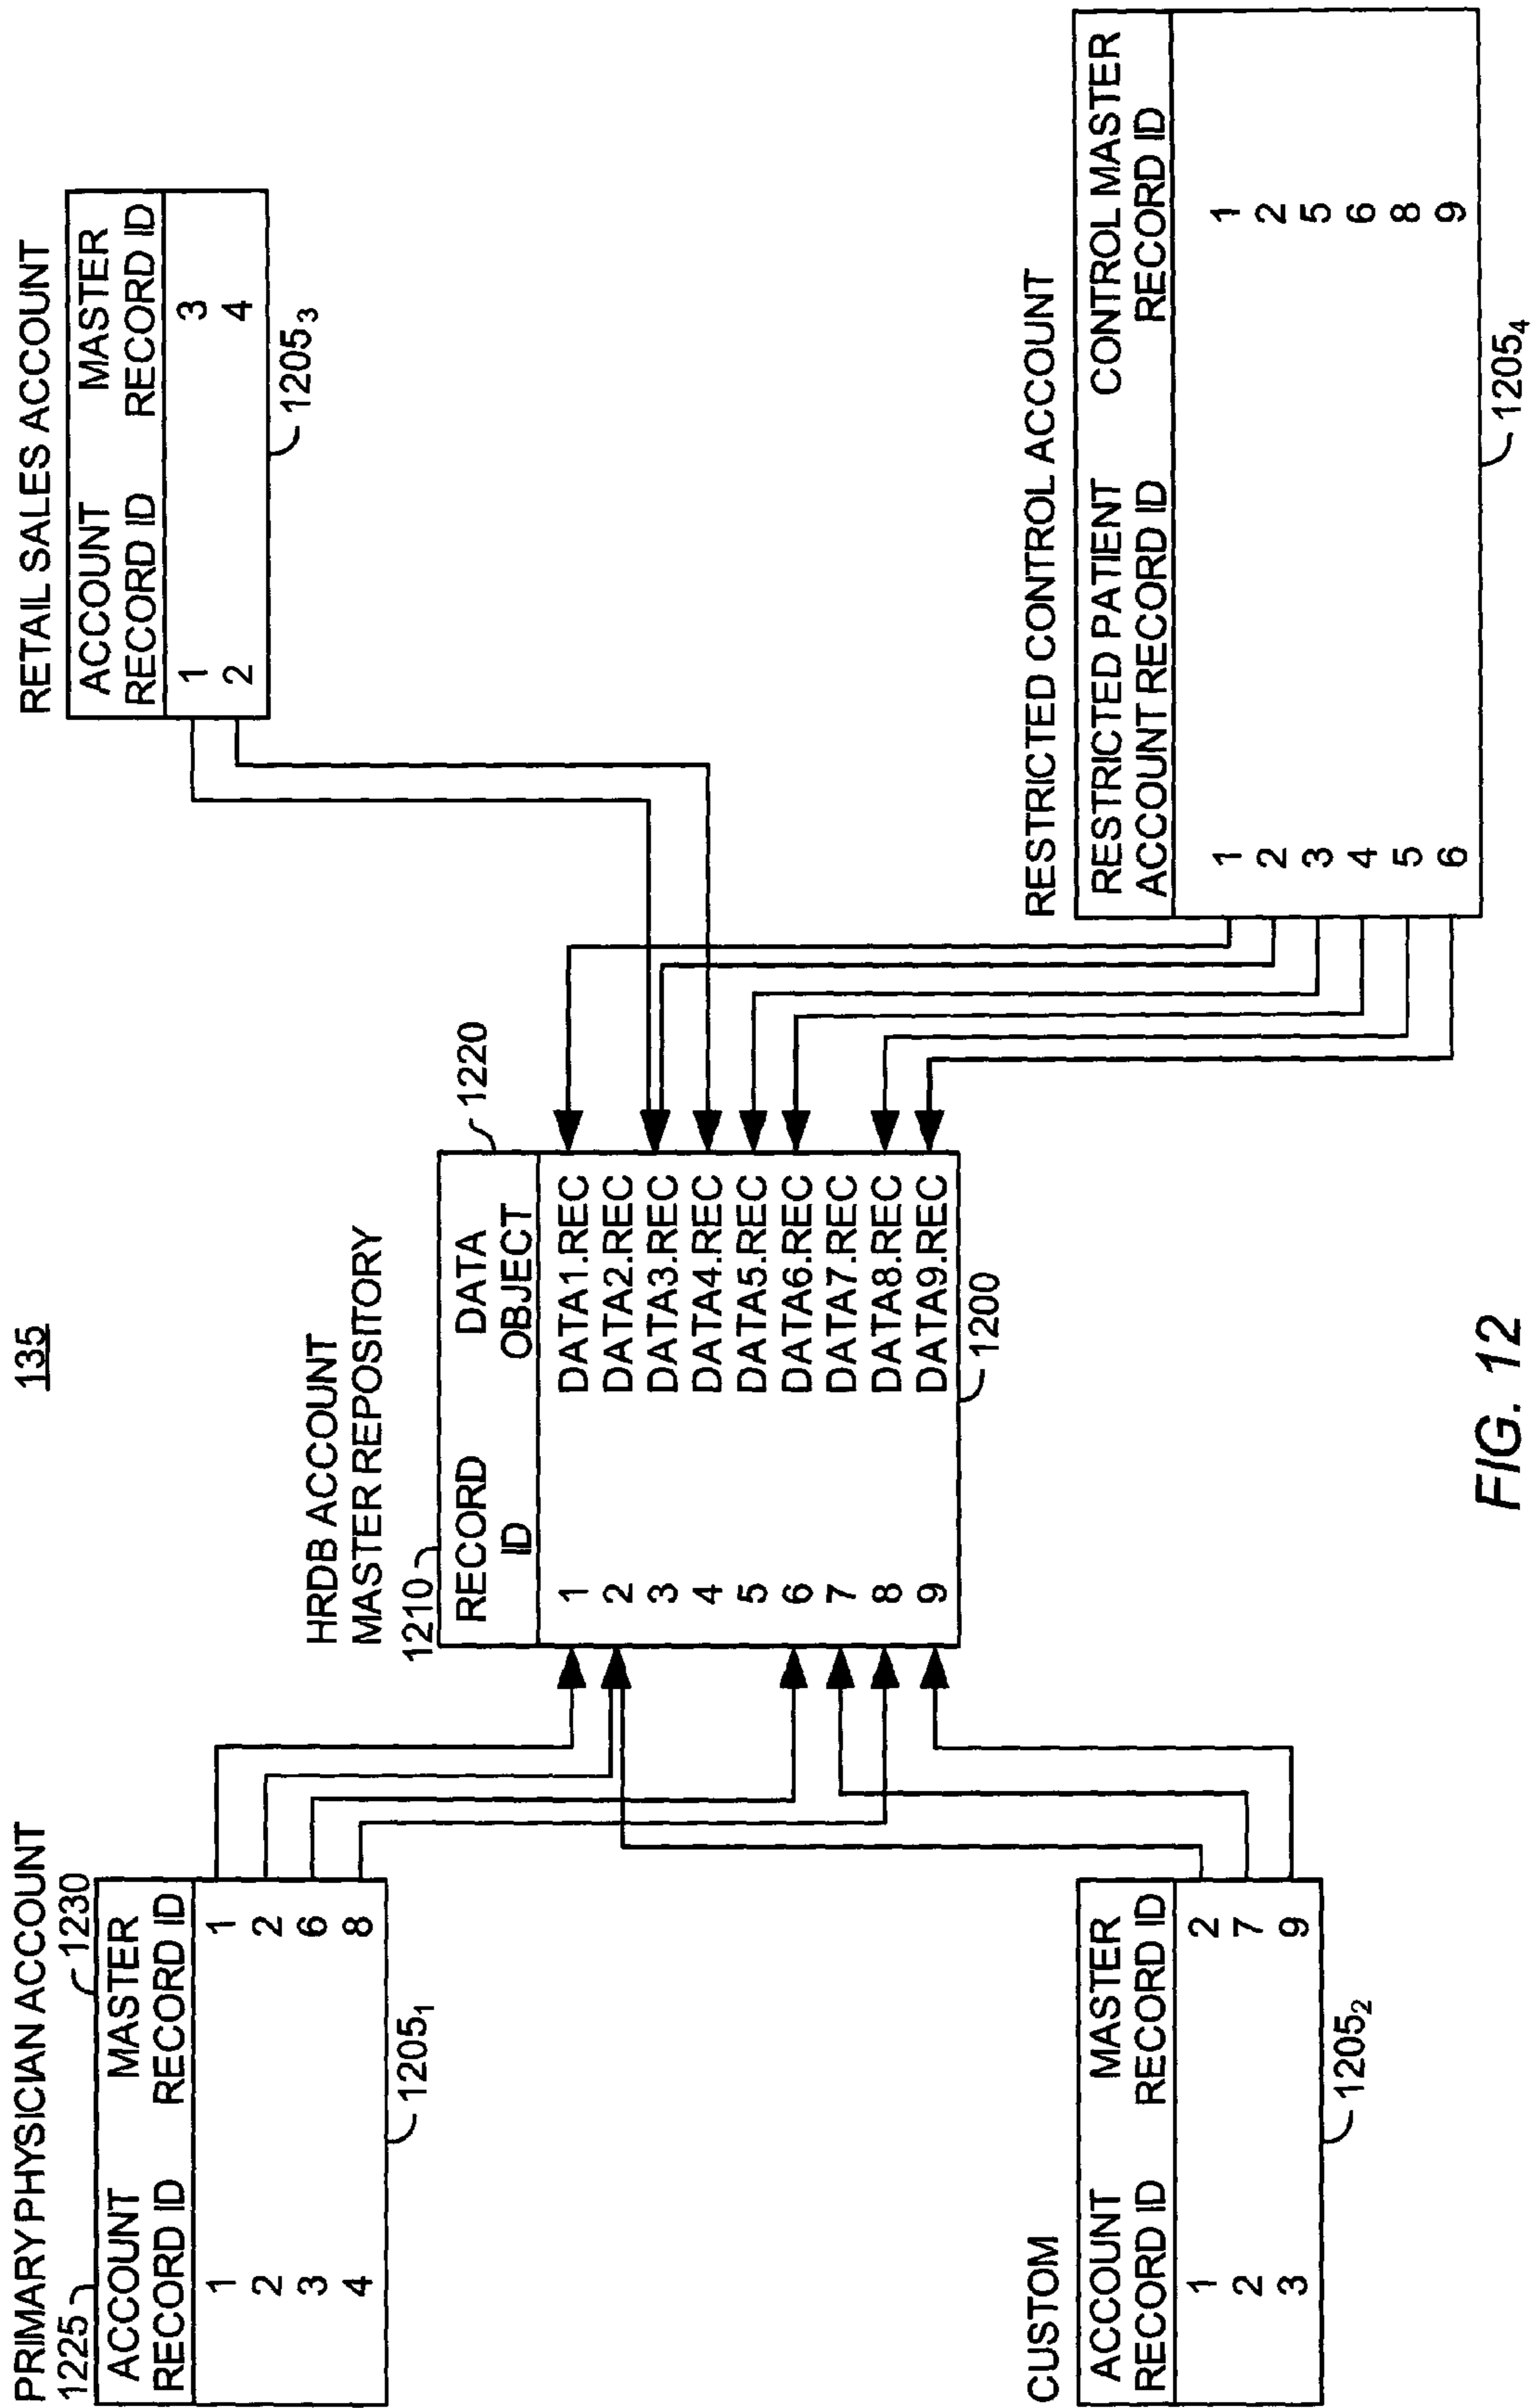 135
PRIMARY PHYSICIAN ACCOUNT
1225
1230
ACCOUNT MASTER
RECORD ID RECORD ID
1 1
2 2
3 6
4 8
1205₁
CUSTOM
ACCOUNT MASTER
RECORD ID RECORD ID
1 2
2 7
3 9
1205₂
HRDB ACCOUNT
MASTER REPOSITORY
1210
1220
RECORD DATA
ID OBJECT
1 DATA1.REC
2 DATA2.REC
3 DATA3.REC
4 DATA4.REC
5 DATA5.REC
6 DATA6.REC
7 DATA7.REC
8 DATA8.REC
9 DATA9.REC
1200
RETAIL SALES ACCOUNT
ACCOUNT MASTER
RECORD ID RECORD ID
1 3
2 4
1205₃
RESTRICTED CONTROL ACCOUNT
RESTRICTED PATIENT CONTROL MASTER
ACCOUNT RECORD ID RECORD ID
1 1
2 2
3 5
4 6
5 8
6 9
1205₄
FIG. 12